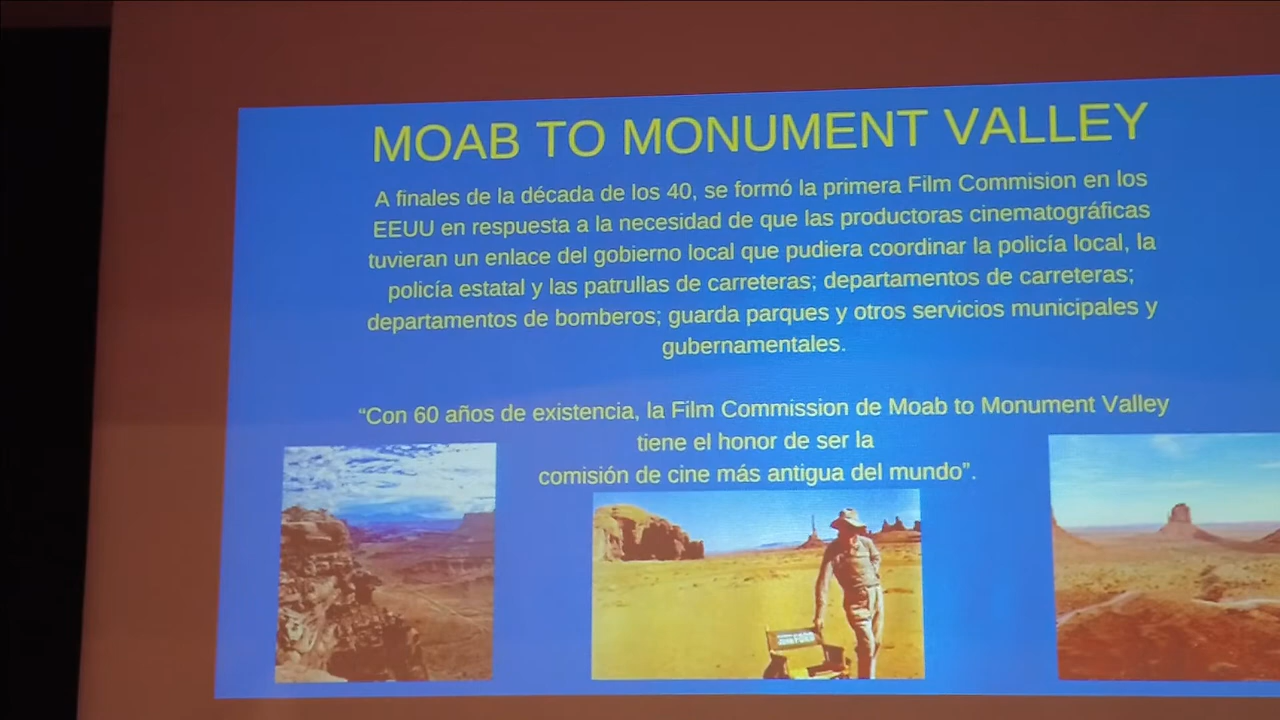 MOAB TO MONUMENT VALLEY
A finales de la década de los 40, se formó la primera Film Commision en los
EEUU en respuesta a la necesidad de que las productoras cinematográficas
tuvieran un enlace del gobierno local que pudiera coordinar la policía local, la
policía estatal y las patrullas de carreteras; departamentos de carreteras;
departamentos de bomberos; guarda parques y otros servicios municipales y
gubernamentales.
“Con 60 años de existencia, la Film Commission de Moab to Monument Valley
tiene el honor de ser la
comisión de cine más antigua del mundo”.